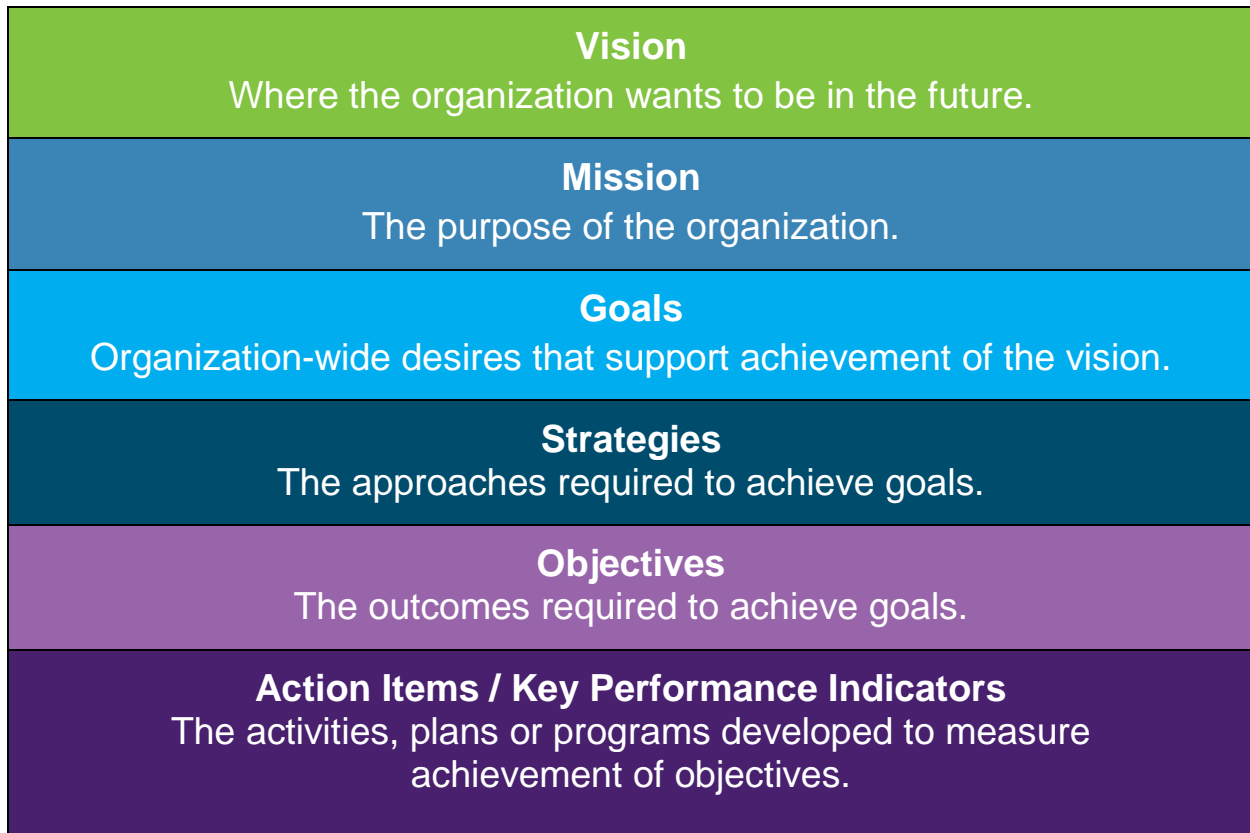 Vision
Where the organization wants to be in the future.
Mission
The purpose of the organization.
Goals
Organization-wide desires that support achievement of the vision.
Strategies
The approaches required to achieve goals.
Objectives
The outcomes required to achieve goals.
Action Items / Key Performance Indicators
The activities, plans or programs developed to measure
achievement of objectives.